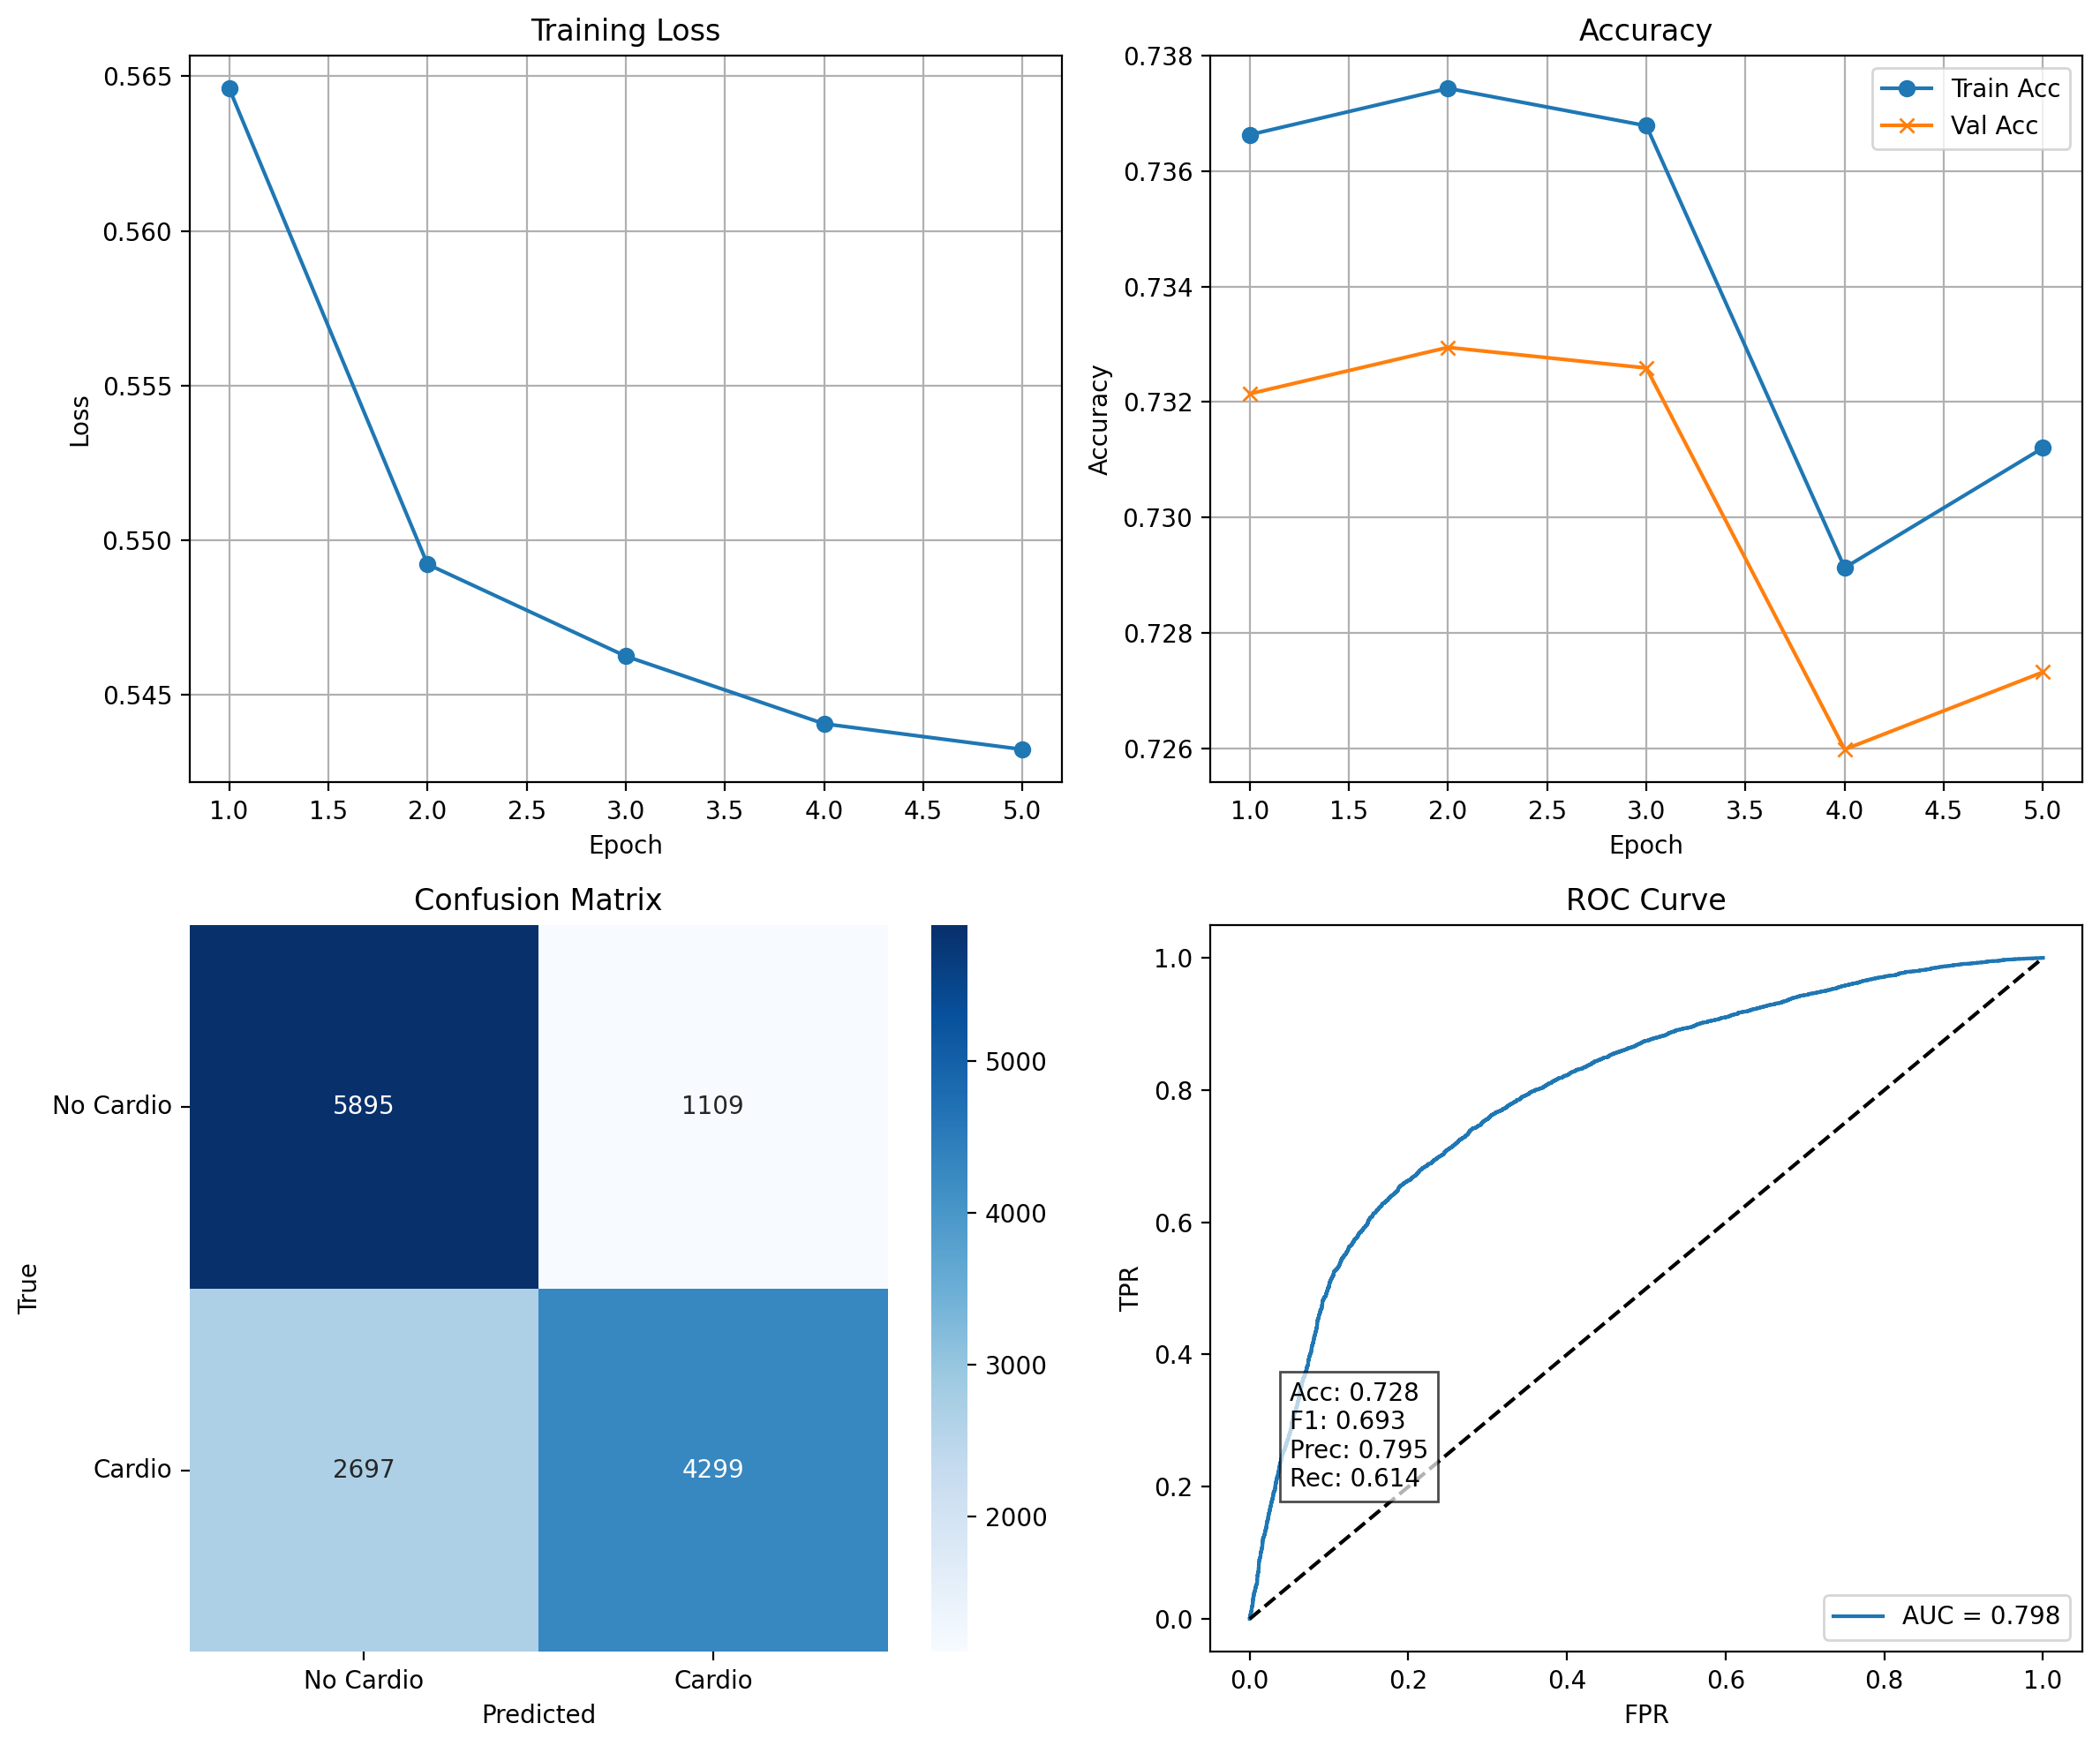 Training Loss
0.565
0.560
0.555
0.550
0.545
Loss
1.0 1.5 2.0 2.5 3.0 3.5 4.0 4.5 5.0
Epoch
Accuracy
0.738
0.736
0.734
0.732
0.730
0.728
0.726
Accuracy
Train Acc
Val Acc
1.0 1.5 2.0 2.5 3.0 3.5 4.0 4.5 5.0
Epoch
Confusion Matrix
True
No Cardio
5895 1109
Cardio
2697 4299
No Cardio Cardio
Predicted
5000
4000
3000
2000
ROC Curve
1.0
0.8
0.6
0.4
0.2
0.0
TPR
Acc: 0.728
F1: 0.693
Prec: 0.795
Rec: 0.614
AUC = 0.798
0.0 0.2 0.4 0.6 0.8 1.0
FPR